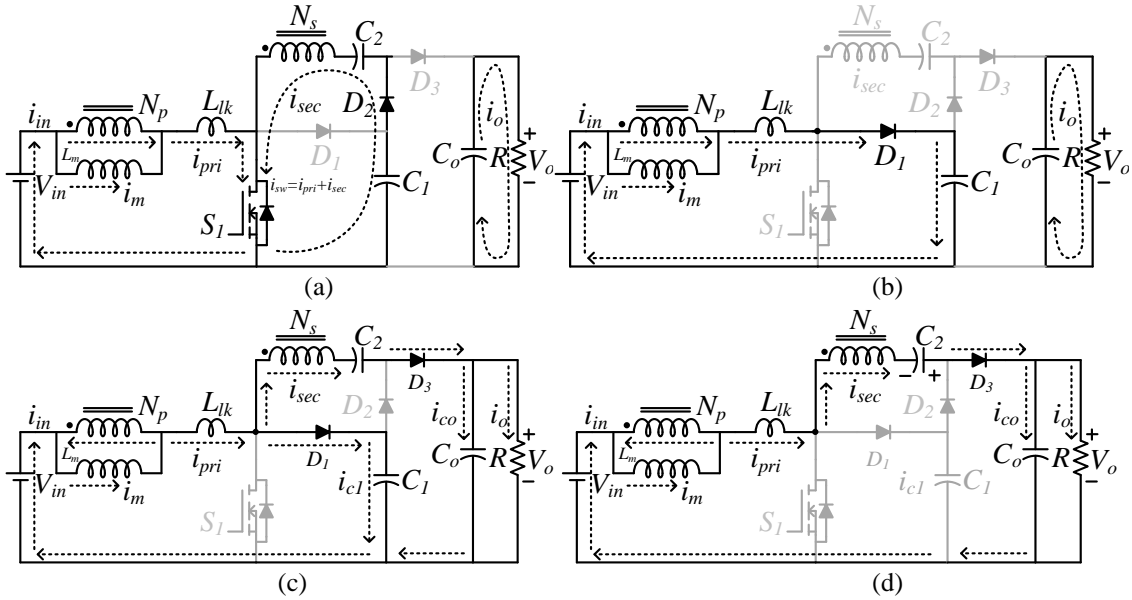 N_s C_2
i_sec D_2 D_3
i_in N_p L_lk
L_m i_pri D_1 i_o
V_in i_m i_sw=i_pri+i_sec C_1 C_o R + V_o −
S_1
(a)
N_s C_2
i_sec D_2 D_3
i_in N_p L_lk
L_m i_pri D_1 i_o
V_in i_m C_1 C_o R + V_o −
S_1
(b)
N_s C_2
i_sec D_2 D_3
i_in N_p L_lk i_co i_o
L_m i_pri D_1
V_in i_m i_c1 C_1 C_o R + V_o −
S_1
(c)
N_s C_2
− +
i_sec D_2 D_3
i_in N_p L_lk i_co i_o
L_m i_pri D_1
V_in i_m i_c1 C_1 C_o R + V_o −
S_1
(d)